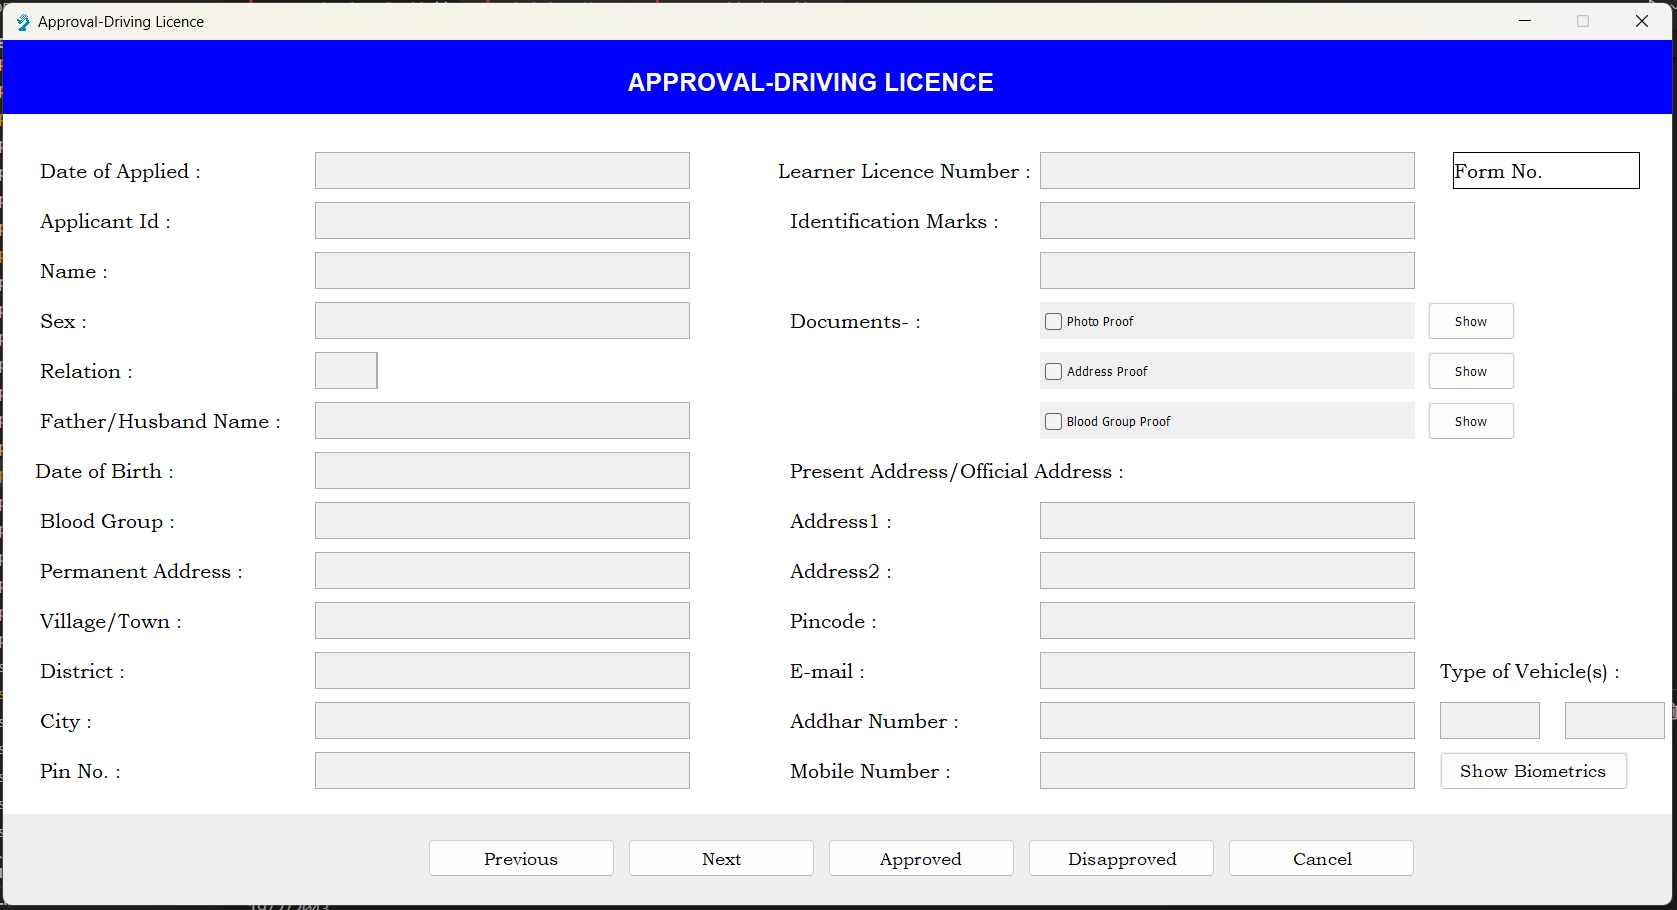 Approval-Driving Licence
APPROVAL-DRIVING LICENCE
Date of Applied :
Learner Licence Number :
Form No.
Applicant Id :
Identification Marks :
Name :
Sex :
Documents- :
Photo Proof
Show
Relation :
Address Proof
Show
Father/Husband Name :
Blood Group Proof
Show
Date of Birth :
Present Address/Official Address :
Blood Group :
Address1 :
Permanent Address :
Address2 :
Village/Town :
Pincode :
District :
E-mail :
Type of Vehicle(s) :
City :
Addhar Number :
Pin No. :
Mobile Number :
Show Biometrics
Previous
Next
Approved
Disapproved
Cancel